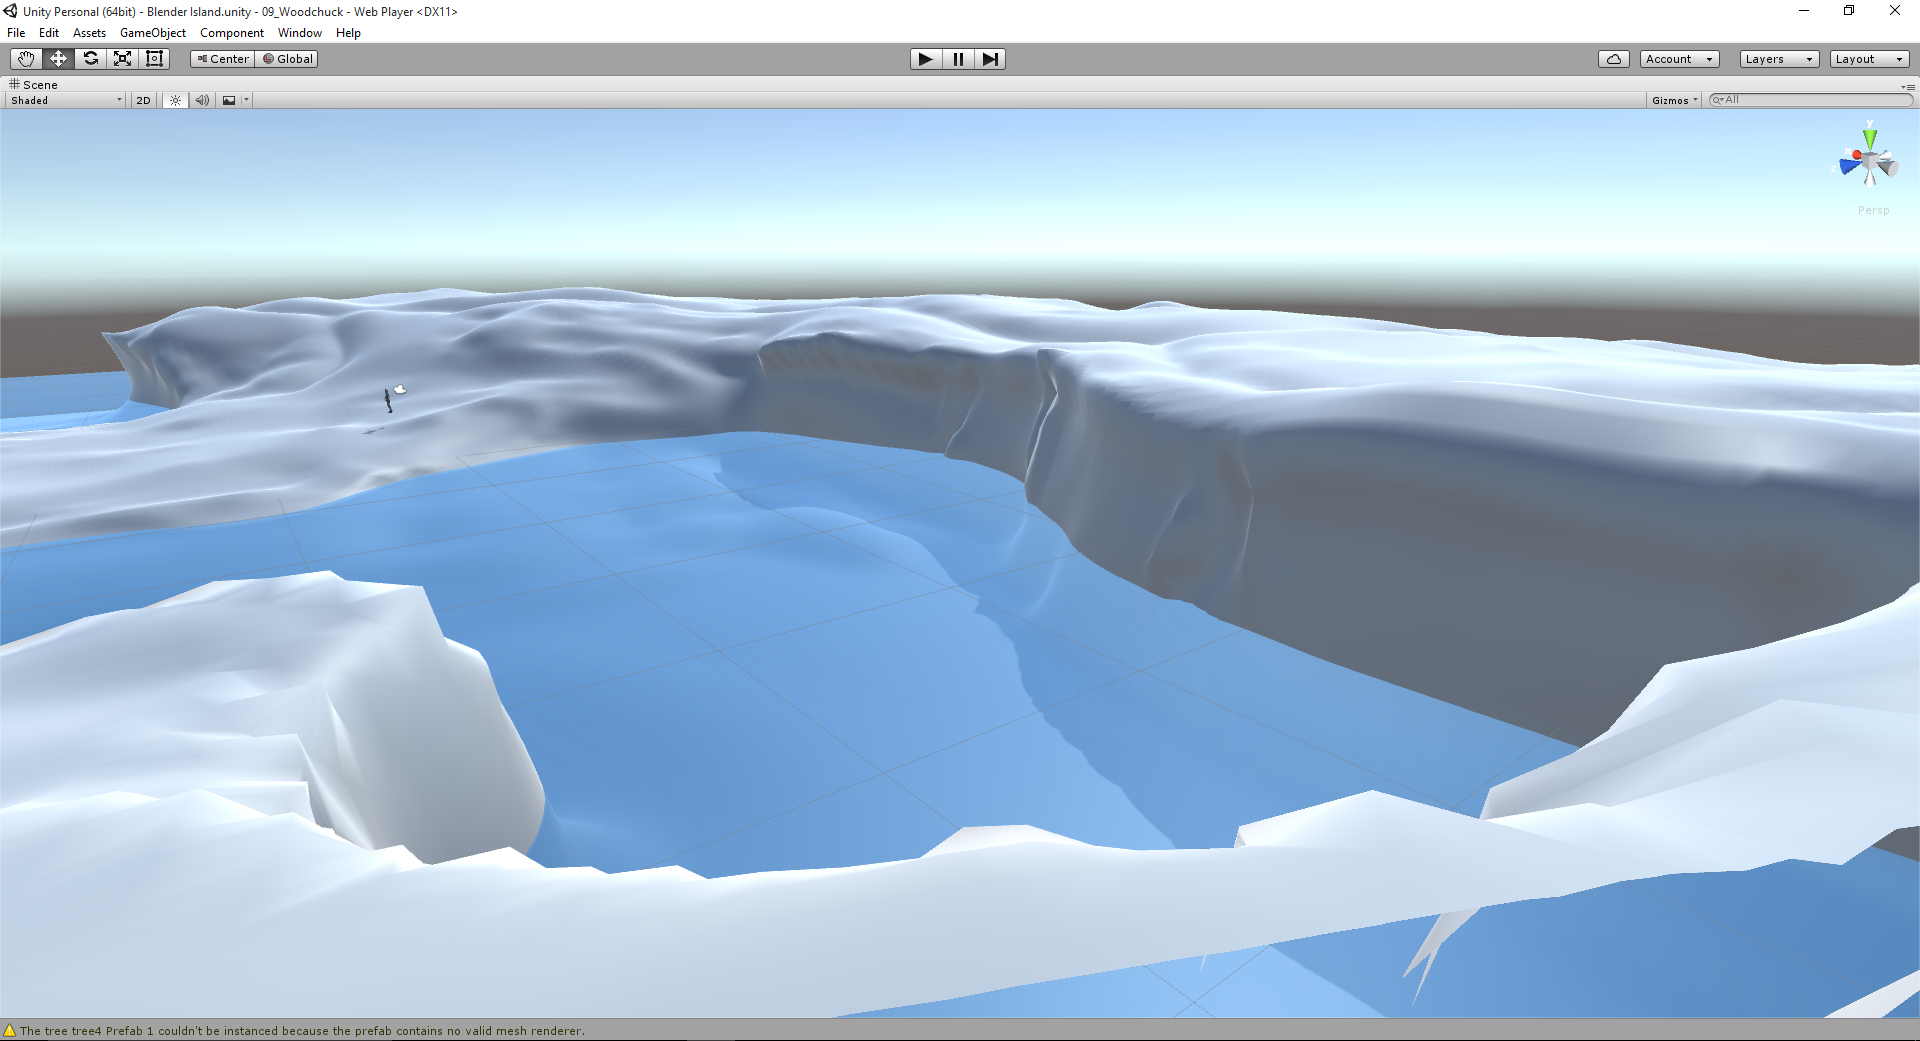 Unity Personal (64bit) - Blender Island.unity - 09_Woodchuck - Web Player <DX11>
File Edit Assets GameObject Component Window Help
Center Global Account Layers Layout
Scene
Shaded 2D Gizmos All
y
x
z
Persp
The tree tree4 Prefab 1 couldn't be instanced because the prefab contains no valid mesh renderer.